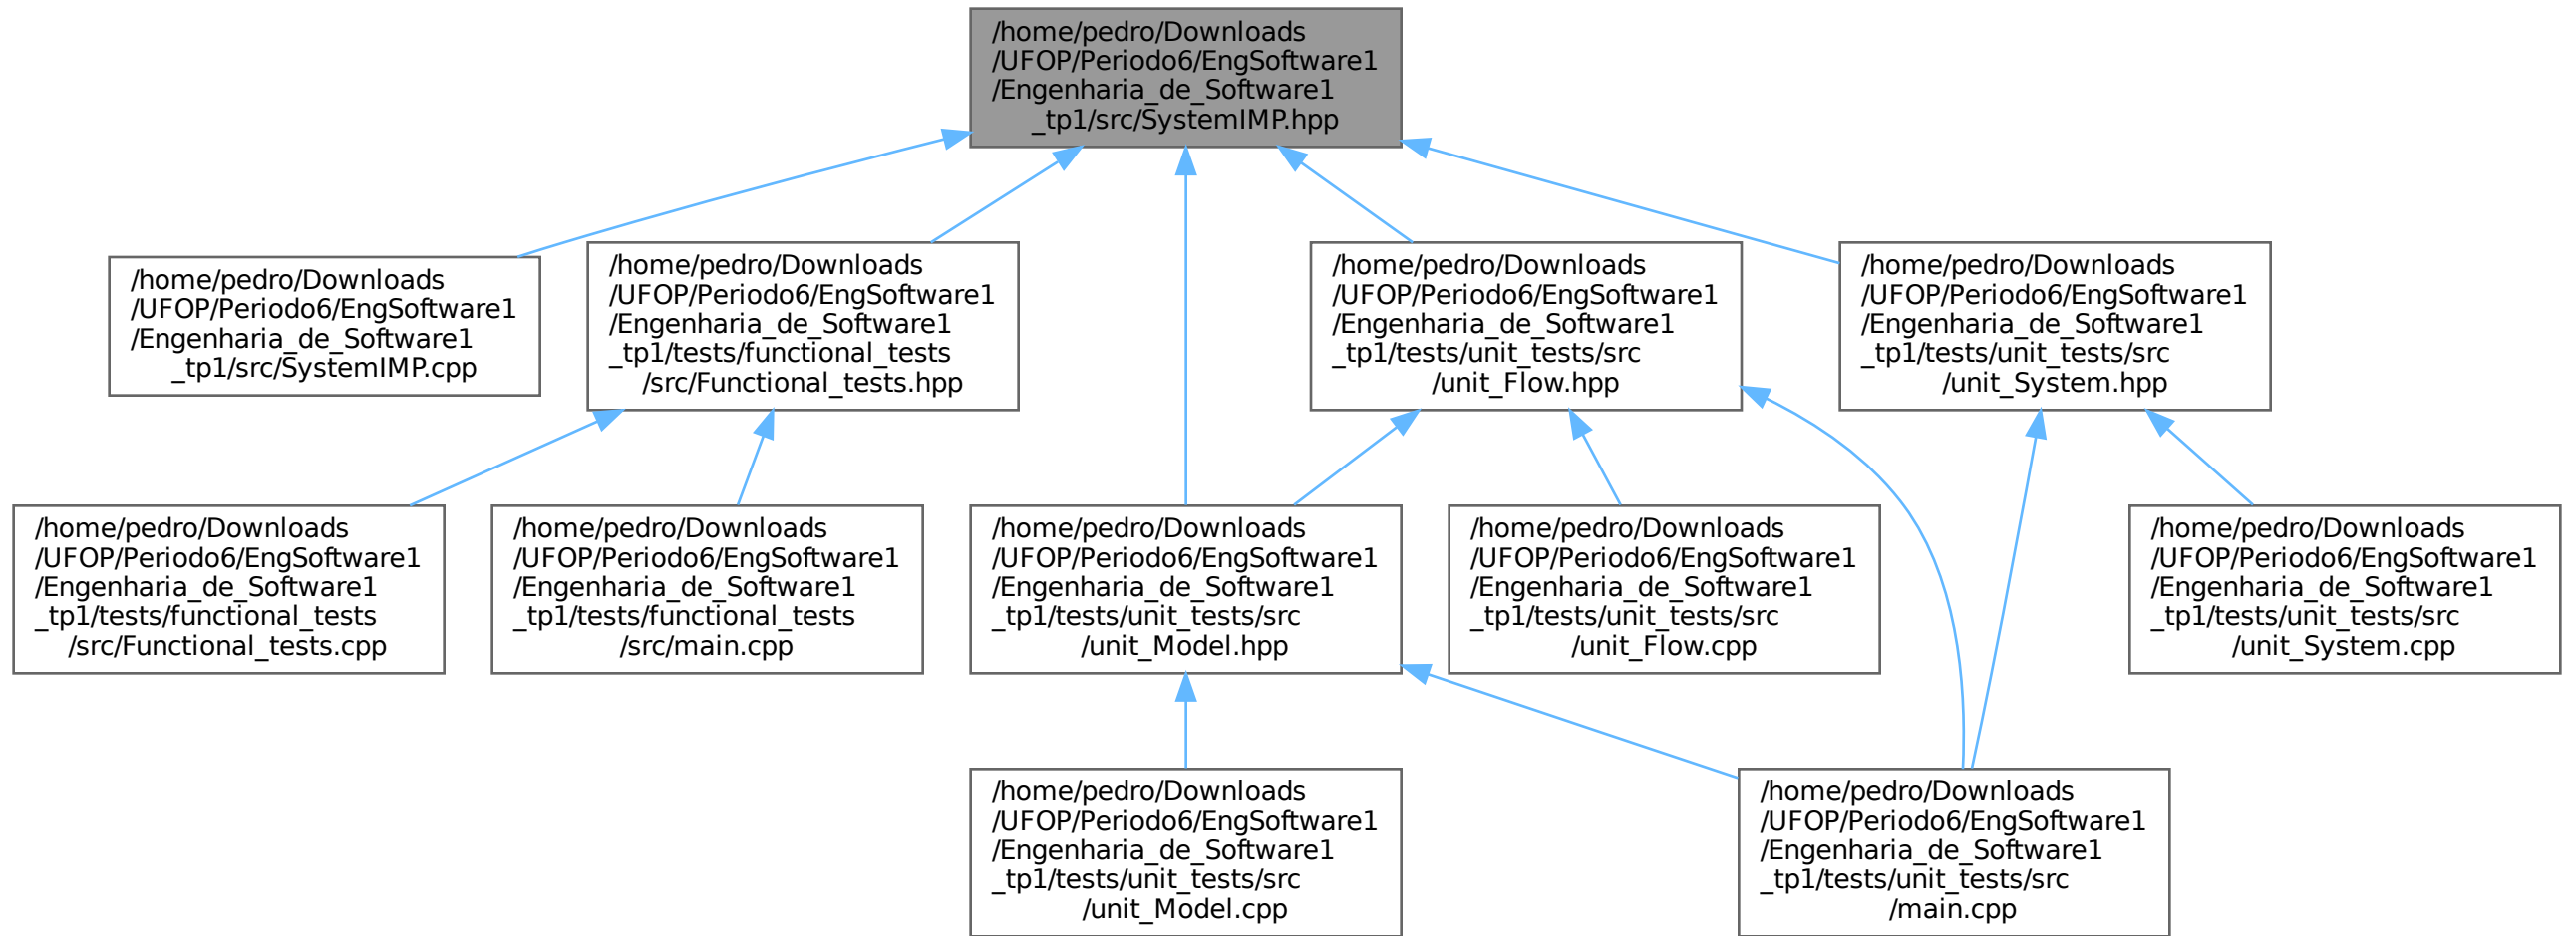 /home/pedro/Downloads
/UFOP/Periodo6/EngSoftware1
/Engenharia_de_Software1
_tp1/src/SystemIMP.hpp
/home/pedro/Downloads
/UFOP/Periodo6/EngSoftware1
/Engenharia_de_Software1
_tp1/src/SystemIMP.cpp
/home/pedro/Downloads
/UFOP/Periodo6/EngSoftware1
/Engenharia_de_Software1
_tp1/tests/functional_tests
/src/Functional_tests.hpp
/home/pedro/Downloads
/UFOP/Periodo6/EngSoftware1
/Engenharia_de_Software1
_tp1/tests/unit_tests/src
/unit_Flow.hpp
/home/pedro/Downloads
/UFOP/Periodo6/EngSoftware1
/Engenharia_de_Software1
_tp1/tests/unit_tests/src
/unit_System.hpp
/home/pedro/Downloads
/UFOP/Periodo6/EngSoftware1
/Engenharia_de_Software1
_tp1/tests/functional_tests
/src/Functional_tests.cpp
/home/pedro/Downloads
/UFOP/Periodo6/EngSoftware1
/Engenharia_de_Software1
_tp1/tests/functional_tests
/src/main.cpp
/home/pedro/Downloads
/UFOP/Periodo6/EngSoftware1
/Engenharia_de_Software1
_tp1/tests/unit_tests/src
/unit_Model.hpp
/home/pedro/Downloads
/UFOP/Periodo6/EngSoftware1
/Engenharia_de_Software1
_tp1/tests/unit_tests/src
/unit_Flow.cpp
/home/pedro/Downloads
/UFOP/Periodo6/EngSoftware1
/Engenharia_de_Software1
_tp1/tests/unit_tests/src
/unit_System.cpp
/home/pedro/Downloads
/UFOP/Periodo6/EngSoftware1
/Engenharia_de_Software1
_tp1/tests/unit_tests/src
/unit_Model.cpp
/home/pedro/Downloads
/UFOP/Periodo6/EngSoftware1
/Engenharia_de_Software1
_tp1/tests/unit_tests/src
/main.cpp